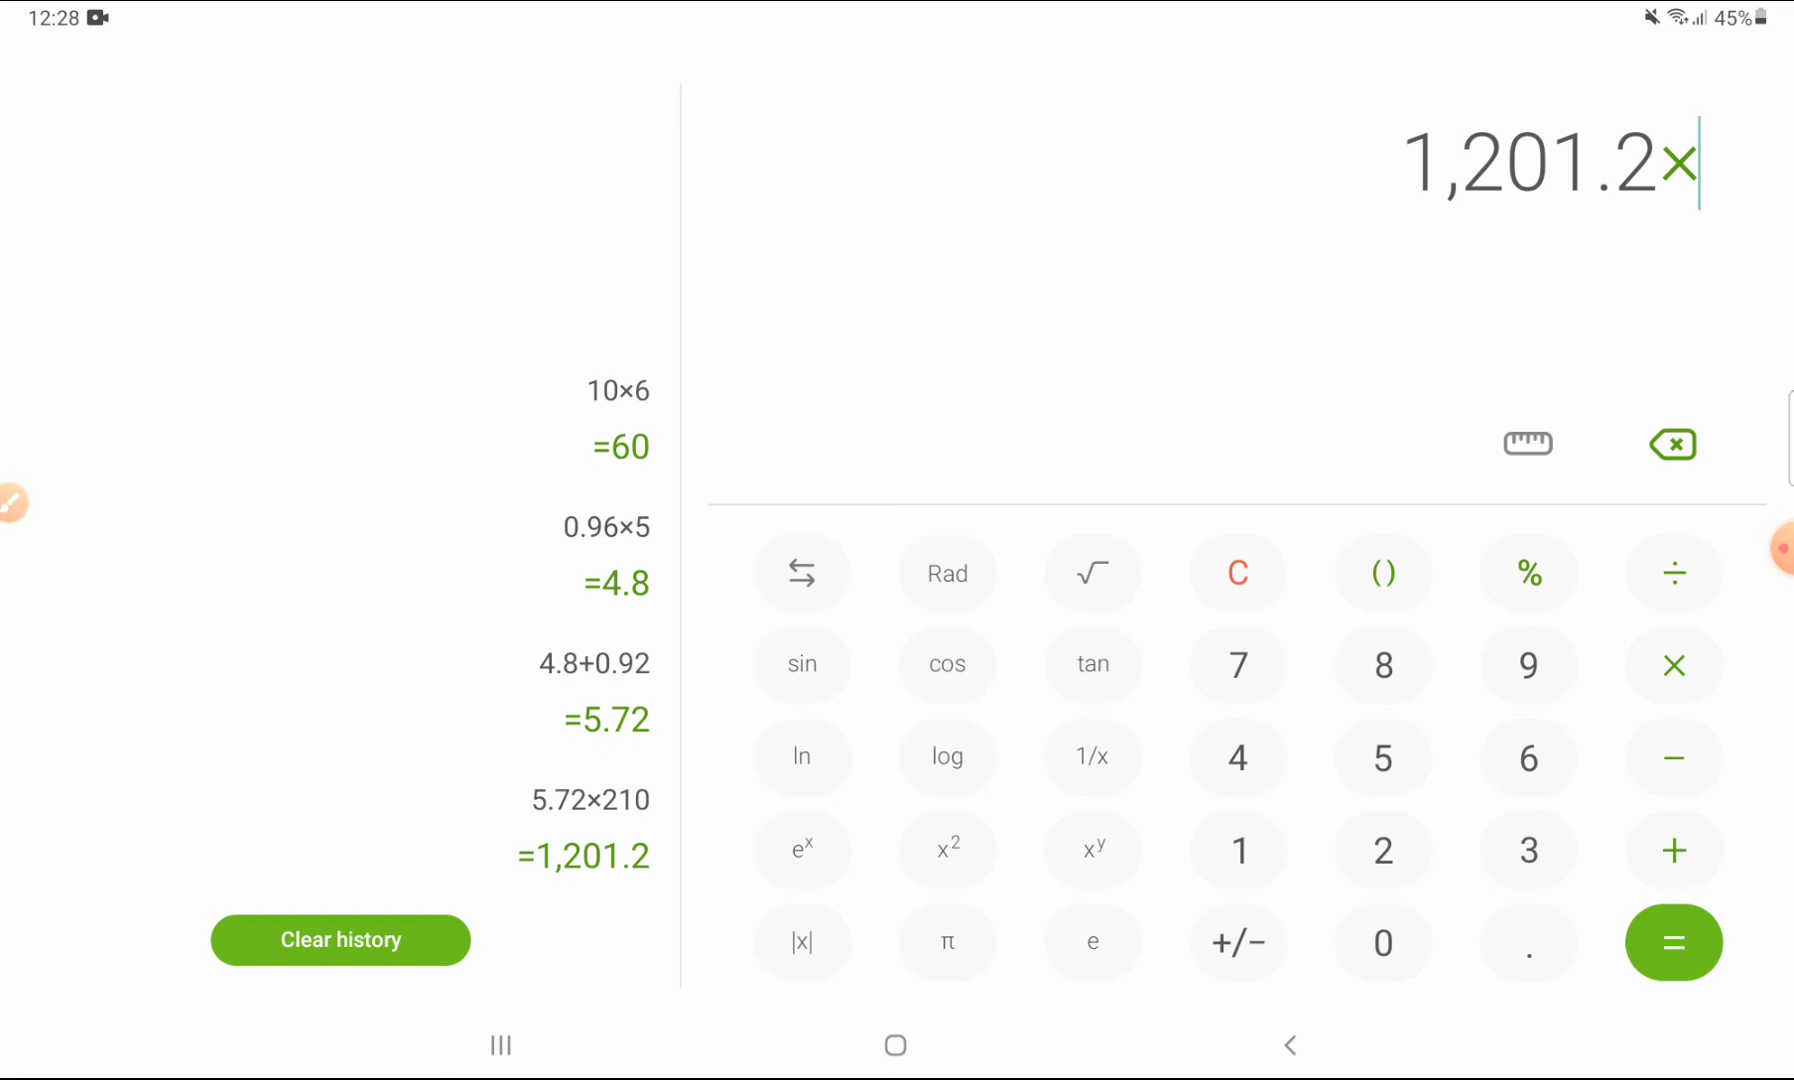 12:28
45%
1,201.2×
10×6
=60
0.96×5
=4.8
4.8+0.92
=5.72
5.72×210
=1,201.2
Clear history
Rad √ C () % ÷
sin cos tan 7 8 9 ×
ln log 1/x 4 5 6 −
eˣ x² xʸ 1 2 3 +
|x| π e +/− 0 . =